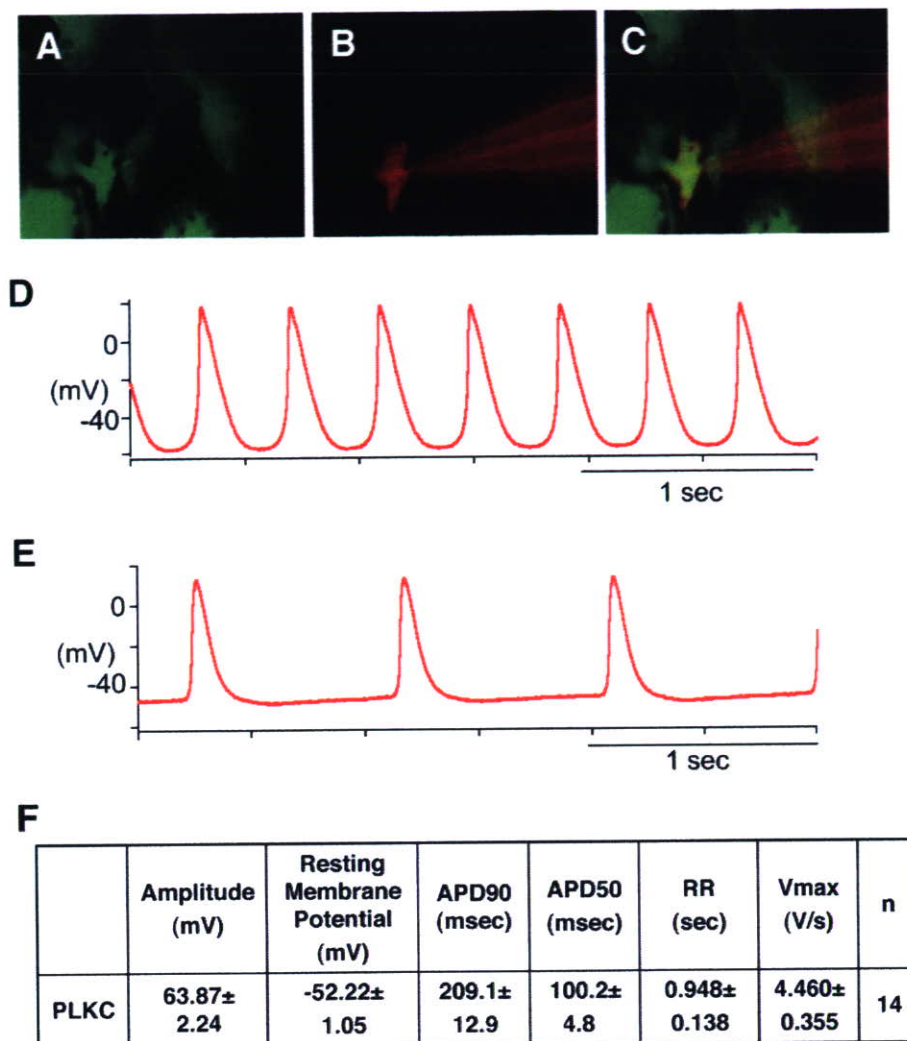 A B C
D
0
(mV)
-40
1 sec
E
0
(mV)
-40
1 sec
F
Amplitude (mV)
Resting Membrane Potential (mV)
APD90 (msec)
APD50 (msec)
RR (sec)
Vmax (V/s)
n
PLKC
63.87± 2.24
-52.22± 1.05
209.1± 12.9
100.2± 4.8
0.948± 0.138
4.460± 0.355
14